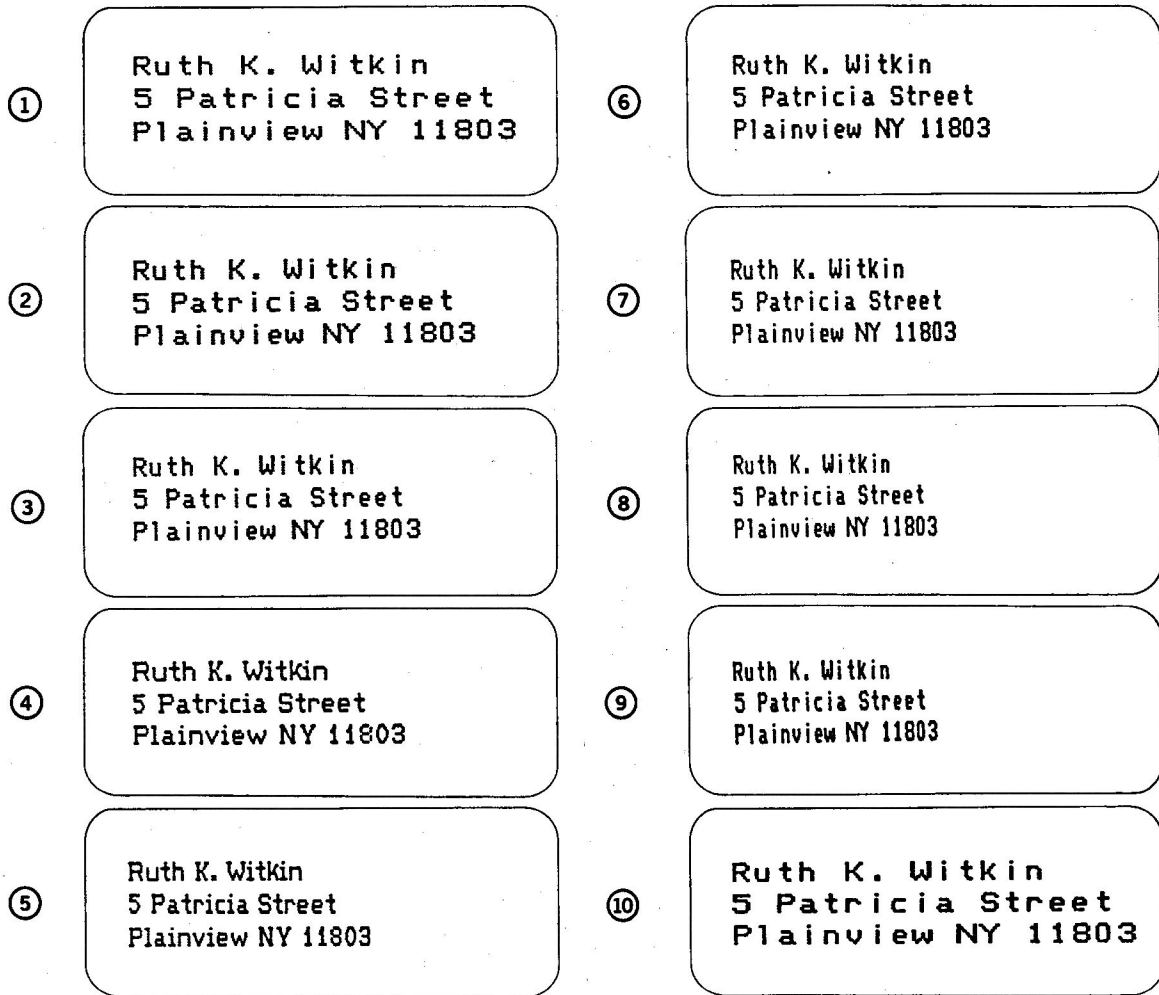 1
Ruth K. Witkin
5 Patricia Street
Plainview NY 11803
2
Ruth K. Witkin
5 Patricia Street
Plainview NY 11803
3
Ruth K. Witkin
5 Patricia Street
Plainview NY 11803
4
Ruth K. Witkin
5 Patricia Street
Plainview NY 11803
5
Ruth K. Witkin
5 Patricia Street
Plainview NY 11803
6
Ruth K. Witkin
5 Patricia Street
Plainview NY 11803
7
Ruth K. Witkin
5 Patricia Street
Plainview NY 11803
8
Ruth K. Witkin
5 Patricia Street
Plainview NY 11803
9
Ruth K. Witkin
5 Patricia Street
Plainview NY 11803
10
Ruth K. Witkin
5 Patricia Street
Plainview NY 11803